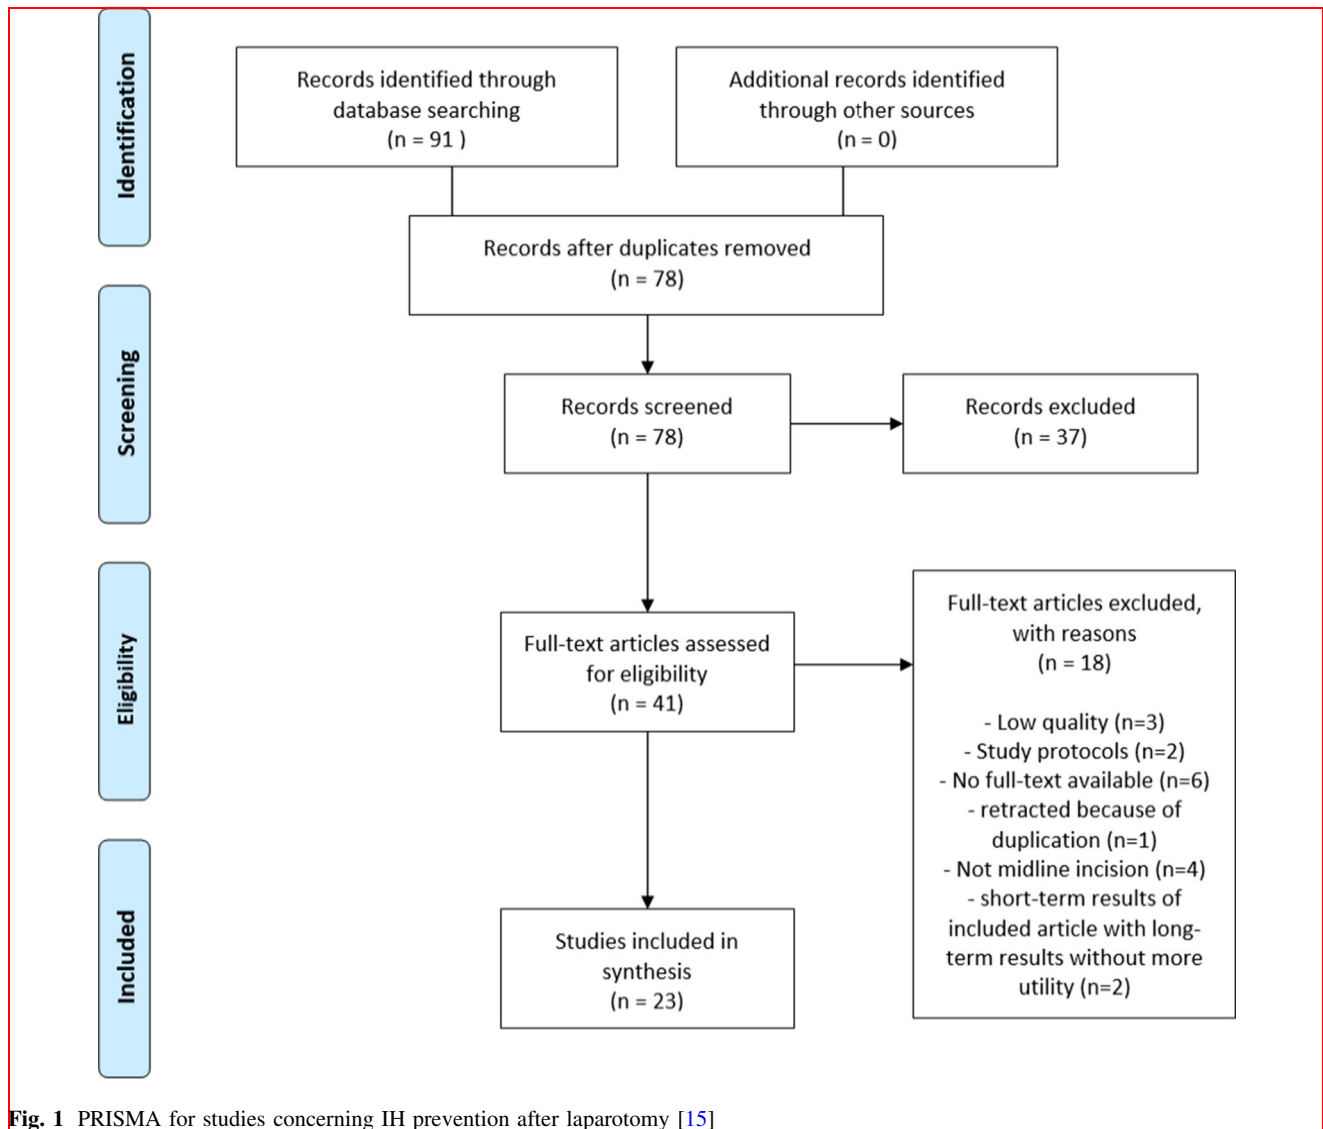 Identification
Records identified through
database searching
(n = 91 )
Additional records identified
through other sources
(n = 0)
Records after duplicates removed
(n = 78)
Screening
Records screened
(n = 78)
Records excluded
(n = 37)
Eligibility
Full-text articles assessed
for eligibility
(n = 41)
Full-text articles excluded,
with reasons
(n = 18)
- Low quality (n=3)
- Study protocols (n=2)
- No full-text available (n=6)
- retracted because of
duplication (n=1)
- Not midline incision (n=4)
- short-term results of
included article with long-
term results without more
utility (n=2)
Included
Studies included in
synthesis
(n = 23)
Fig. 1 PRISMA for studies concerning IH prevention after laparotomy [15]